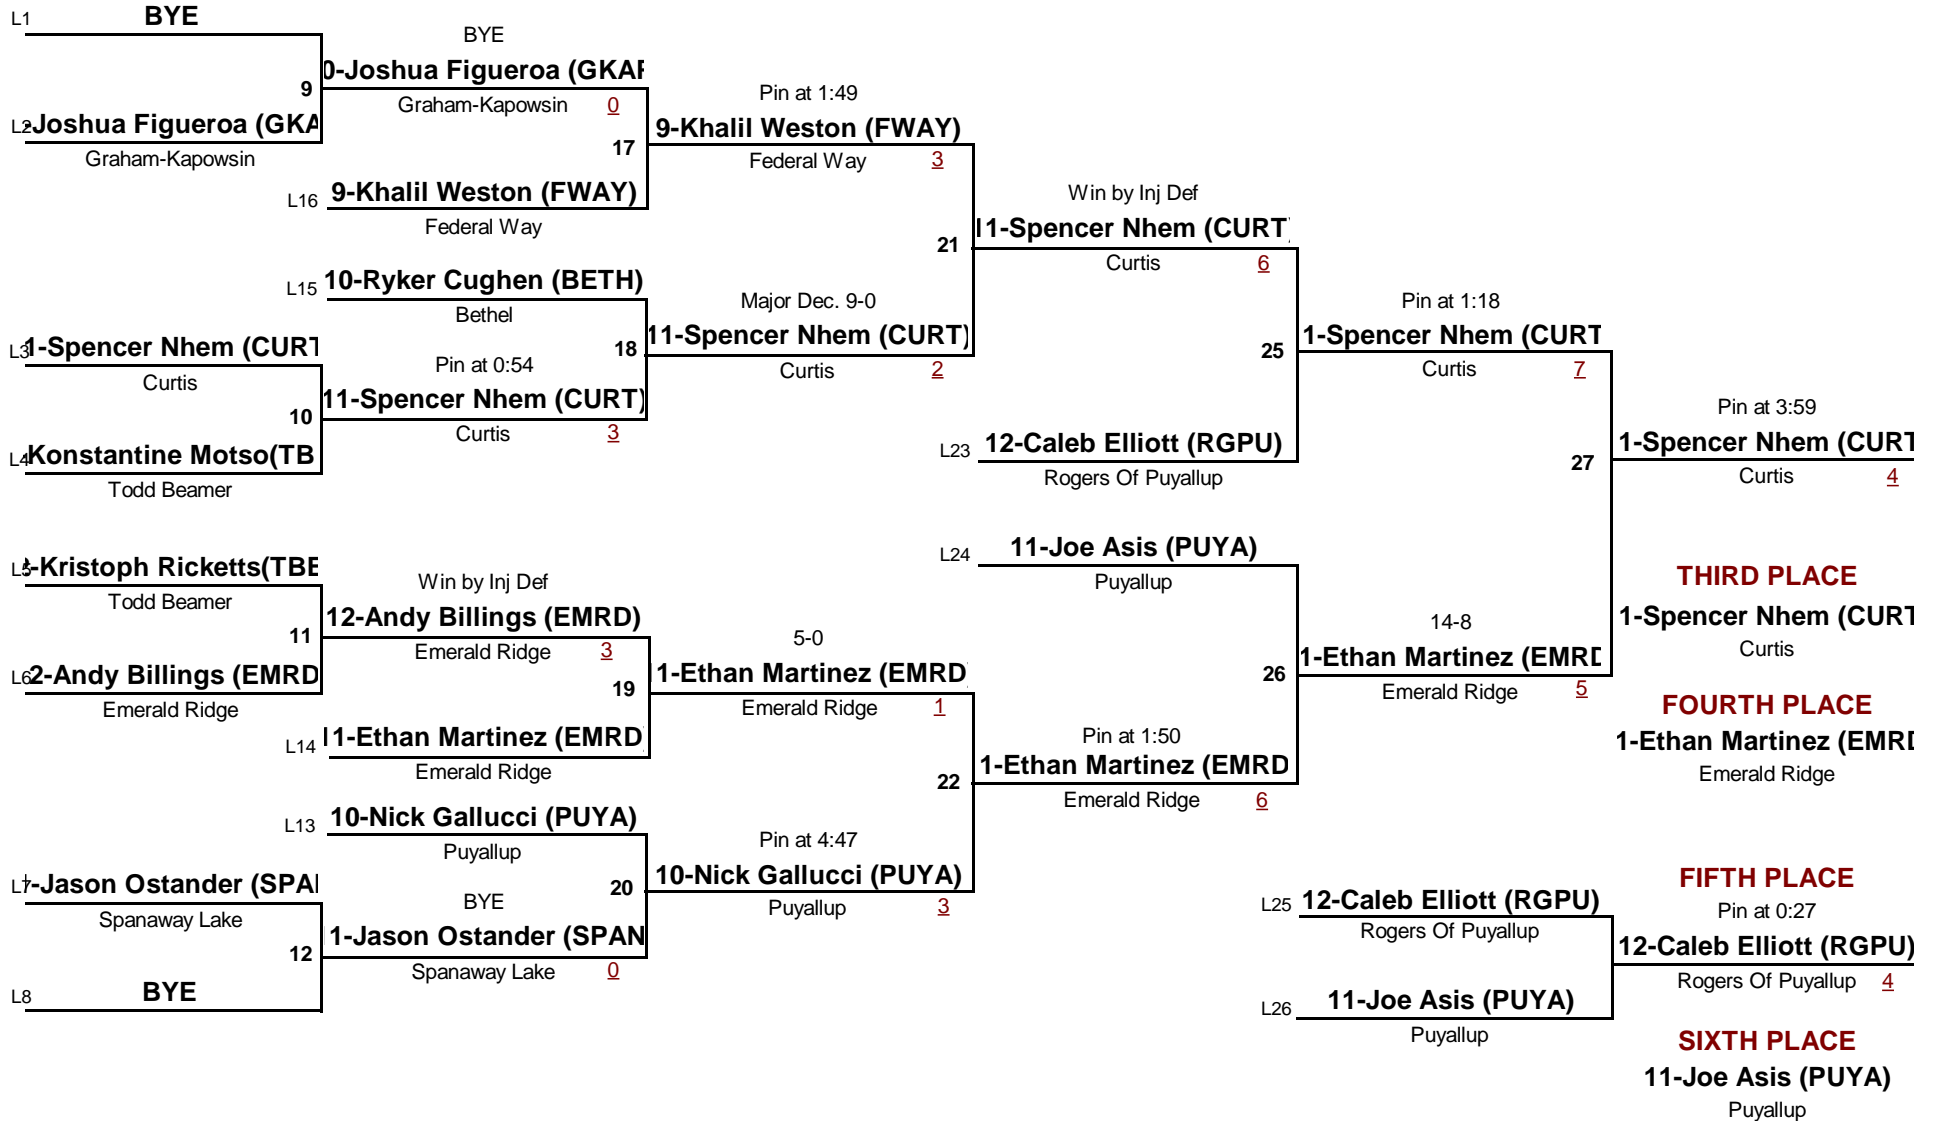 L1 BYE
BYE
0-Joshua Figueroa (GKAP
9
Graham-Kapowsin 0
L2 -Joshua Figueroa (GKA
Graham-Kapowsin
Pin at 1:49
9-Khalil Weston (FWAY)
17
Federal Way 3
L16 9-Khalil Weston (FWAY)
Federal Way
Win by Inj Def
11-Spencer Nhem (CURT)
21
Curtis 6
L15 10-Ryker Cughen (BETH)
Bethel
Major Dec. 9-0
11-Spencer Nhem (CURT)
18
Curtis 2
L3 1-Spencer Nhem (CURT
Curtis
Pin at 0:54
11-Spencer Nhem (CURT)
10
Curtis 3
L4 Konstantine Motso(TB
Todd Beamer
Pin at 1:18
1-Spencer Nhem (CURT
25
Curtis 7
L23 12-Caleb Elliott (RGPU)
Rogers Of Puyallup
Pin at 3:59
1-Spencer Nhem (CURT
27
Curtis 4
L5 -Kristoph Ricketts(TBE
Todd Beamer
Win by Inj Def
12-Andy Billings (EMRD)
11
Emerald Ridge 3
L6 2-Andy Billings (EMRD
Emerald Ridge
5-0
1-Ethan Martinez (EMRD
19
Emerald Ridge 1
L14 11-Ethan Martinez (EMRD
Emerald Ridge
L24 11-Joe Asis (PUYA)
Puyallup
14-8
1-Ethan Martinez (EMRD
26
Emerald Ridge 5
Pin at 1:50
1-Ethan Martinez (EMRD
22
Emerald Ridge 6
THIRD PLACE
1-Spencer Nhem (CURT
Curtis
FOURTH PLACE
1-Ethan Martinez (EMRD
Emerald Ridge
L13 10-Nick Gallucci (PUYA)
Puyallup
Pin at 4:47
10-Nick Gallucci (PUYA)
20
Puyallup 3
L7 -Jason Ostander (SPA
Spanaway Lake
BYE
1-Jason Ostander (SPAN
12
Spanaway Lake 0
L8 BYE
L25 12-Caleb Elliott (RGPU)
Rogers Of Puyallup
L26 11-Joe Asis (PUYA)
Puyallup
FIFTH PLACE
Pin at 0:27
12-Caleb Elliott (RGPU)
Rogers Of Puyallup 4
SIXTH PLACE
11-Joe Asis (PUYA)
Puyallup